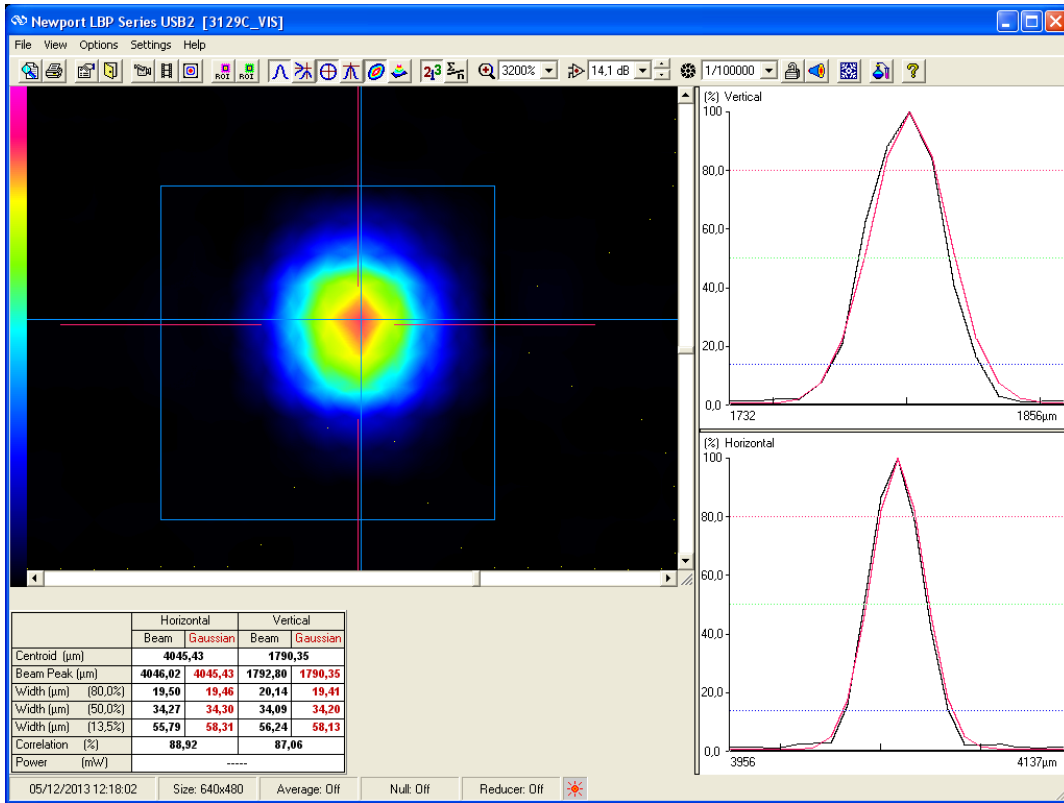 Newport LBP Series USB2 [3129C_VIS]
File View Options Settings Help
ROI ROI 2,3 Σ/n 3200% 14,1 dB 1/100000 ?
(%) Vertical
100
80,0
60,0
40,0
20,0
0,0
1732 1856µm
(%) Horizontal
100
80,0
60,0
40,0
20,0
0,0
3956 4137µm
Horizontal Vertical
Beam Gaussian Beam Gaussian
Centroid (µm) 4045,43 1790,35
Beam Peak (µm) 4046,02 4045,43 1792,80 1790,35
Width (µm) (80,0%) 19,50 19,46 20,14 19,41
Width (µm) (50,0%) 34,27 34,30 34,09 34,20
Width (µm) (13,5%) 55,79 58,31 56,24 58,13
Correlation (%) 88,92 87,06
Power (mW) -----
05/12/2013 12:18:02 Size: 640x480 Average: Off Null: Off Reducer: Off